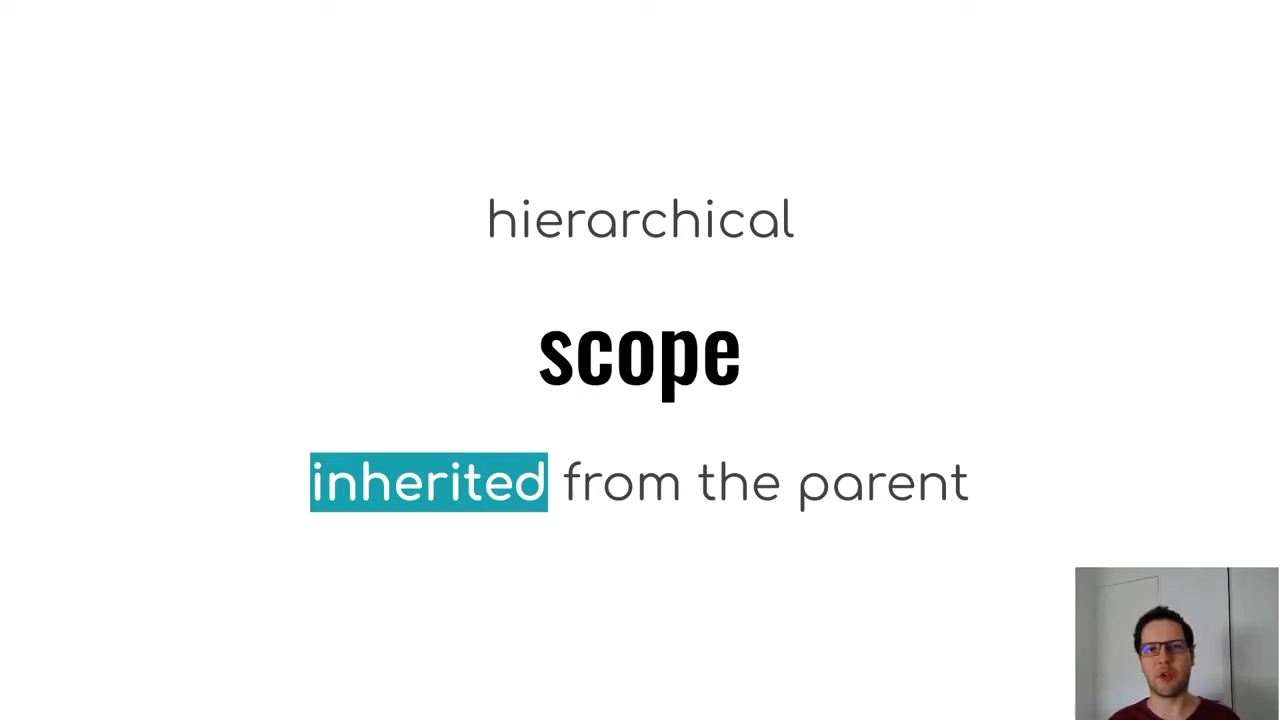 hierarchical
scope
inherited from the parent